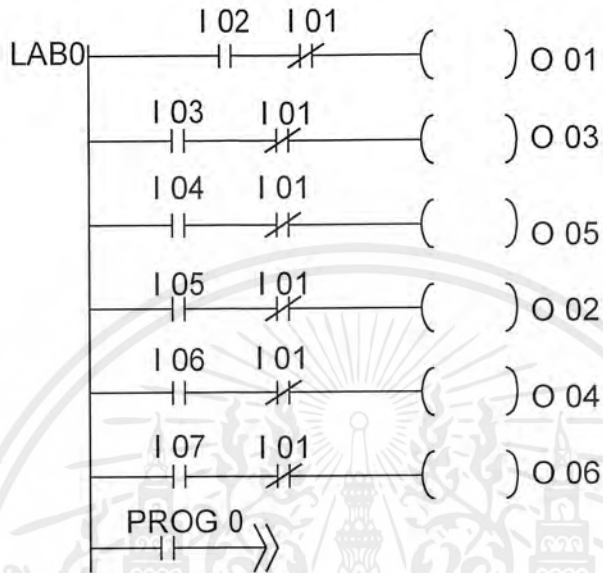 I 02 I 01
LAB0 O 01
I 03 I 01
O 03
I 04 I 01
O 05
I 05 I 01
O 02
I 06 I 01
O 04
I 07 I 01
O 06
PROG 0